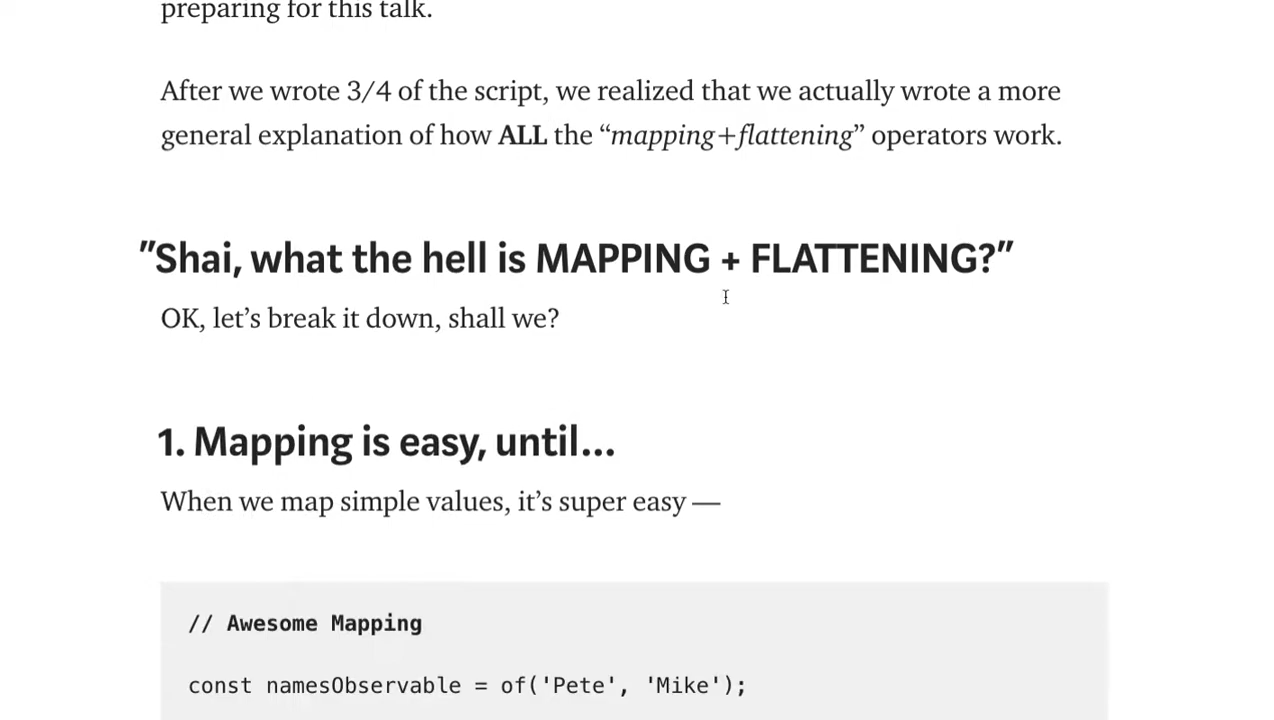 preparing for this talk.
After we wrote 3/4 of the script, we realized that we actually wrote a more
general explanation of how ALL the “mapping+flattening” operators work.
”Shai, what the hell is MAPPING + FLATTENING?”
OK, let’s break it down, shall we?
1. Mapping is easy, until…
When we map simple values, it’s super easy —
// Awesome Mapping
const namesObservable = of('Pete', 'Mike');